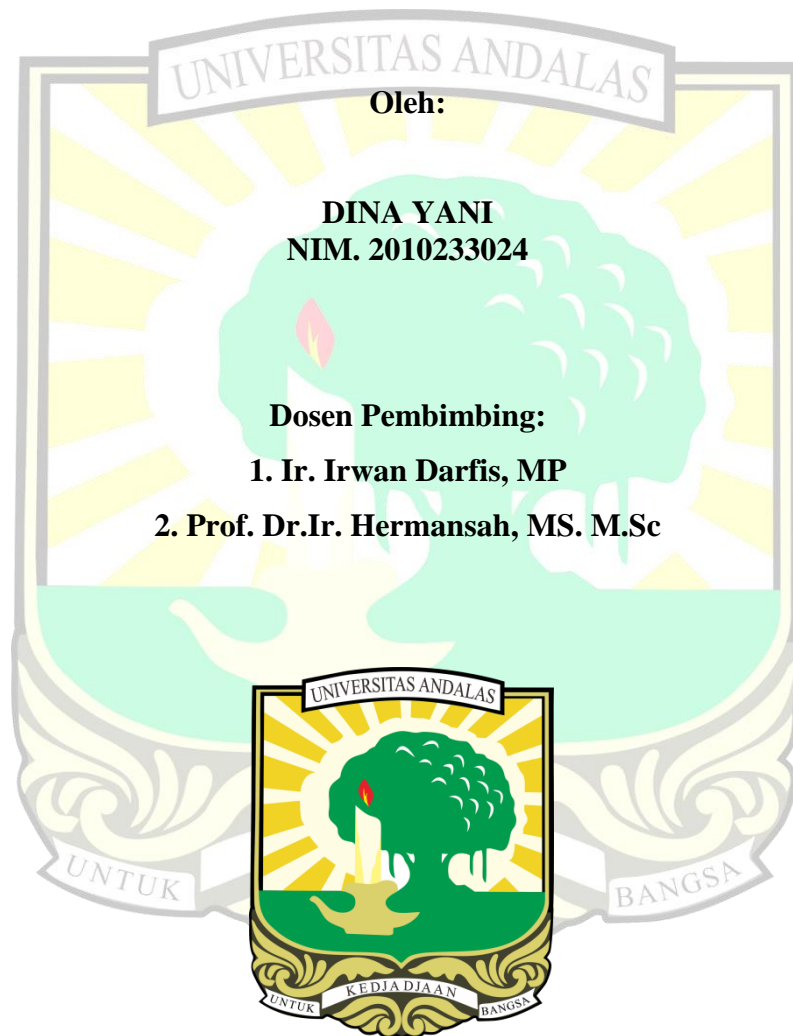 UNIVERSITAS ANDALAS
Oleh:
DINA YANI
NIM. 2010233024
Dosen Pembimbing:
1. Ir. Irwan Darfis, MP
2. Prof. Dr.Ir. Hermansah, MS. M.Sc
UNIVERSITAS ANDALAS
UNTUK BANGSA
UNTUK KEDJADJAAN BANGSA